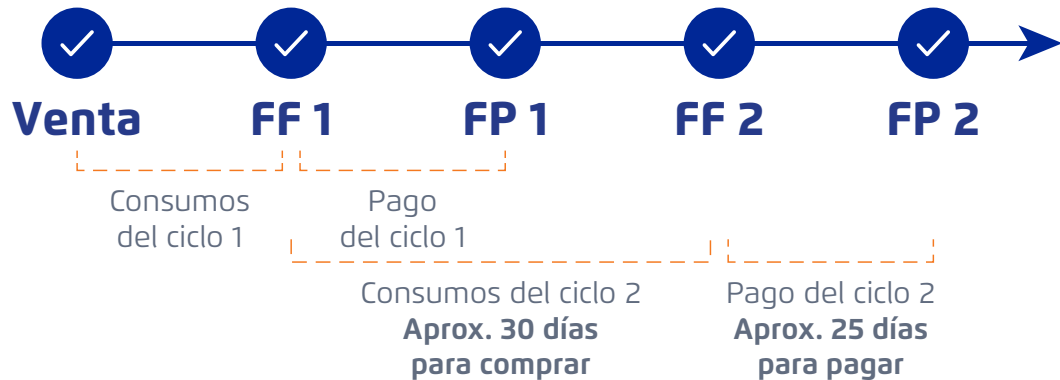 Venta FF 1 FP 1 FF 2 FP 2
Consumos
del ciclo 1
Pago
del ciclo 1
Consumos del ciclo 2
Aprox. 30 días
para comprar
Pago del ciclo 2
Aprox. 25 días
para pagar